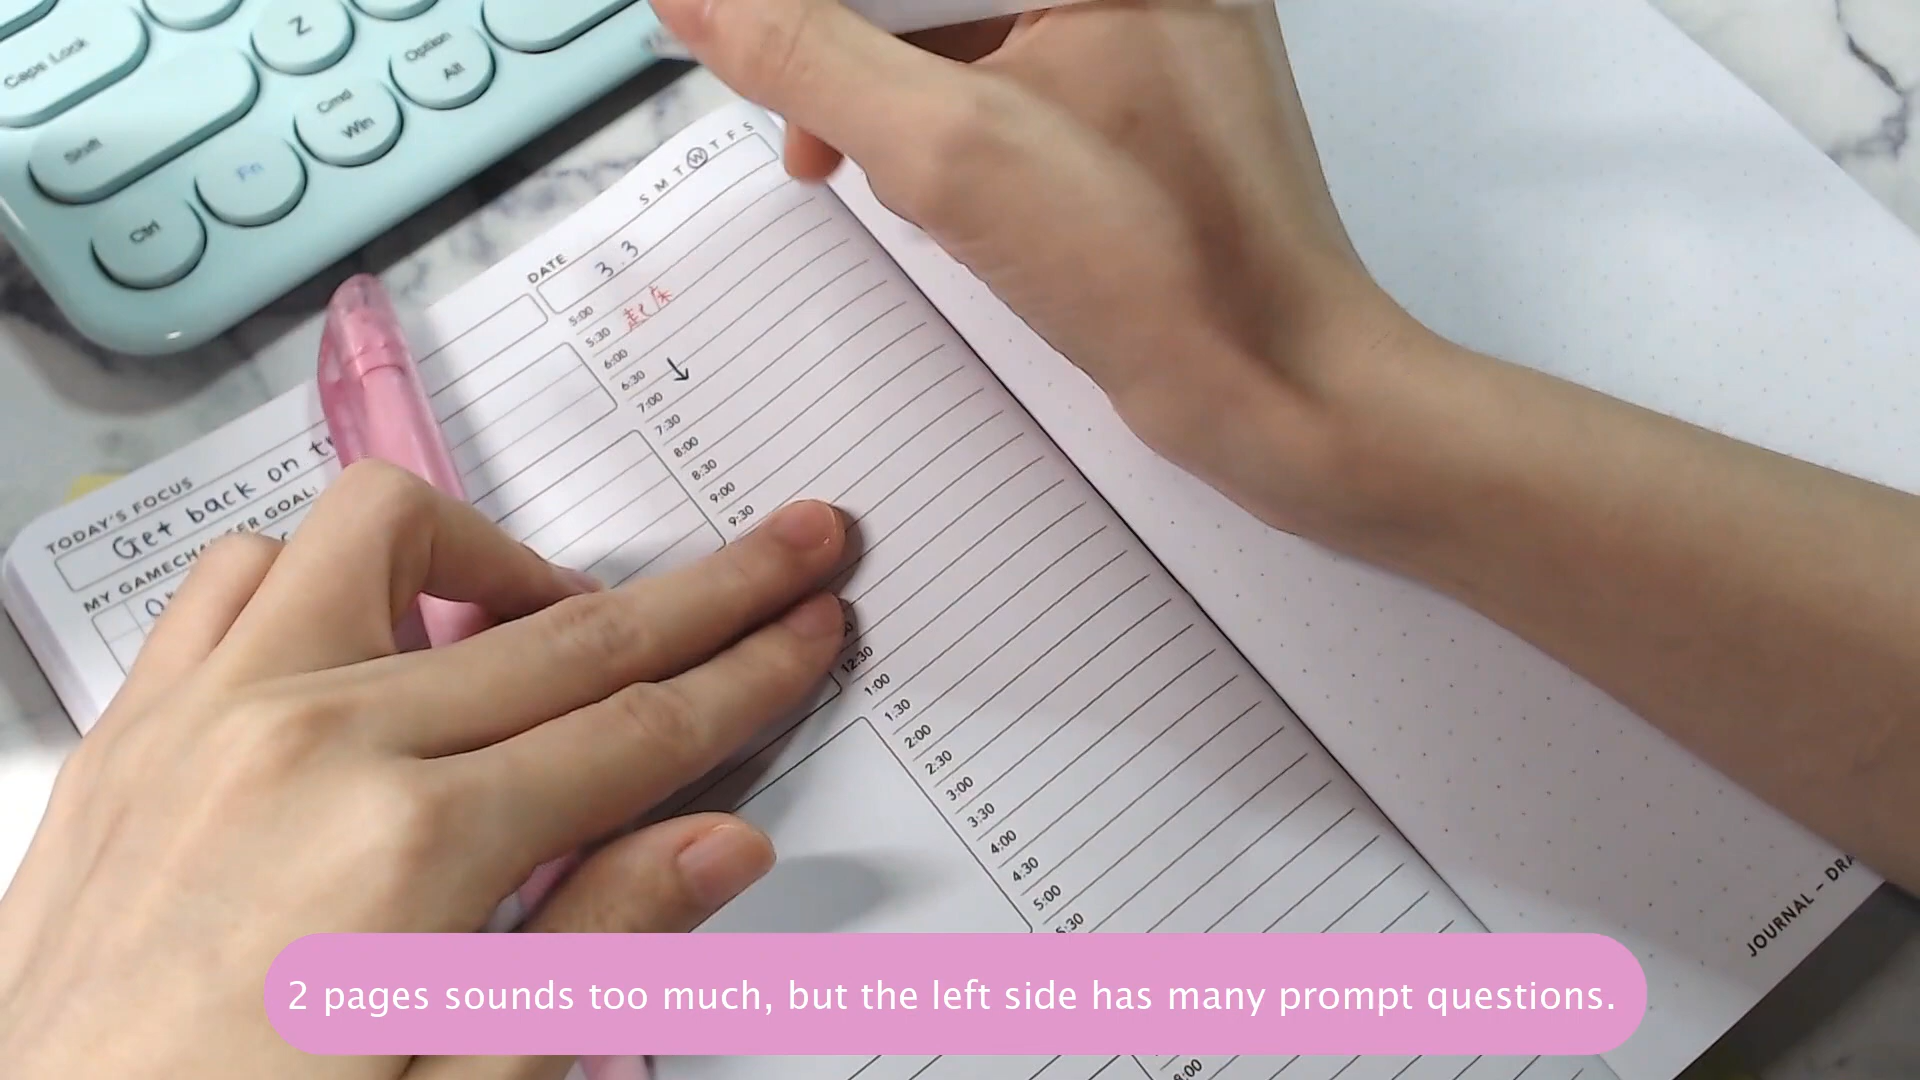 Caps Lock
Z
Option
Alt
Shift
Cmd
Win
Fn
Ctrl
S M T W T F S
DATE
3.3
5:00
5:30 起床
6:00
6:30
7:00
7:30
8:00
8:30
9:00
9:30
12:30
1:00
1:30
2:00
2:30
3:00
3:30
4:00
4:30
5:00
5:30
TODAY'S FOCUS
Get back on
MY GOAL:
JOURNAL –
2 pages sounds too much, but the left side has many prompt questions.